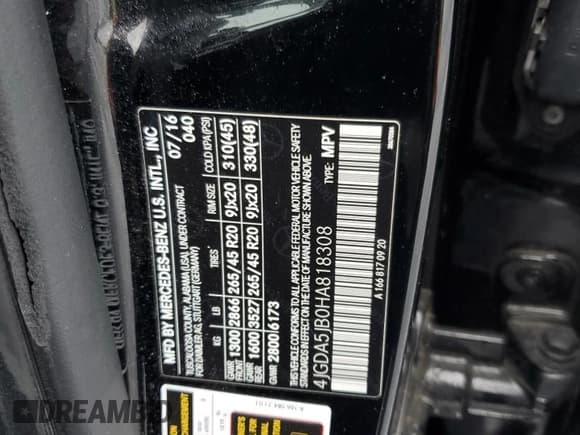 MFD BY MERCEDES-BENZ U.S. INTL., INC
TUSCALOOSA COUNTY, ALABAMA (USA), UNDER CONTRACT 07/16
FOR DAIMLER AG, STUTTGART (GERMANY) 040
KG LB TIRES RIM SIZE COLD KPA(PSI)
GAWR FRONT 1300 2866 265/45 R20 9Jx20 310(45)
GAWR REAR 1600 3527 265/45 R20 9Jx20 330(48)
GVWR 2800 6173
THIS VEHICLE CONFORMS TO ALL APPLICABLE FEDERAL MOTOR VEHICLE SAFETY
STANDARDS IN EFFECT ON THE DATE OF MANUFACTURE SHOWN ABOVE.
4JGDA5JB0HA818308 TYPE: MPV
A 166 817 09 20
DREAMBID